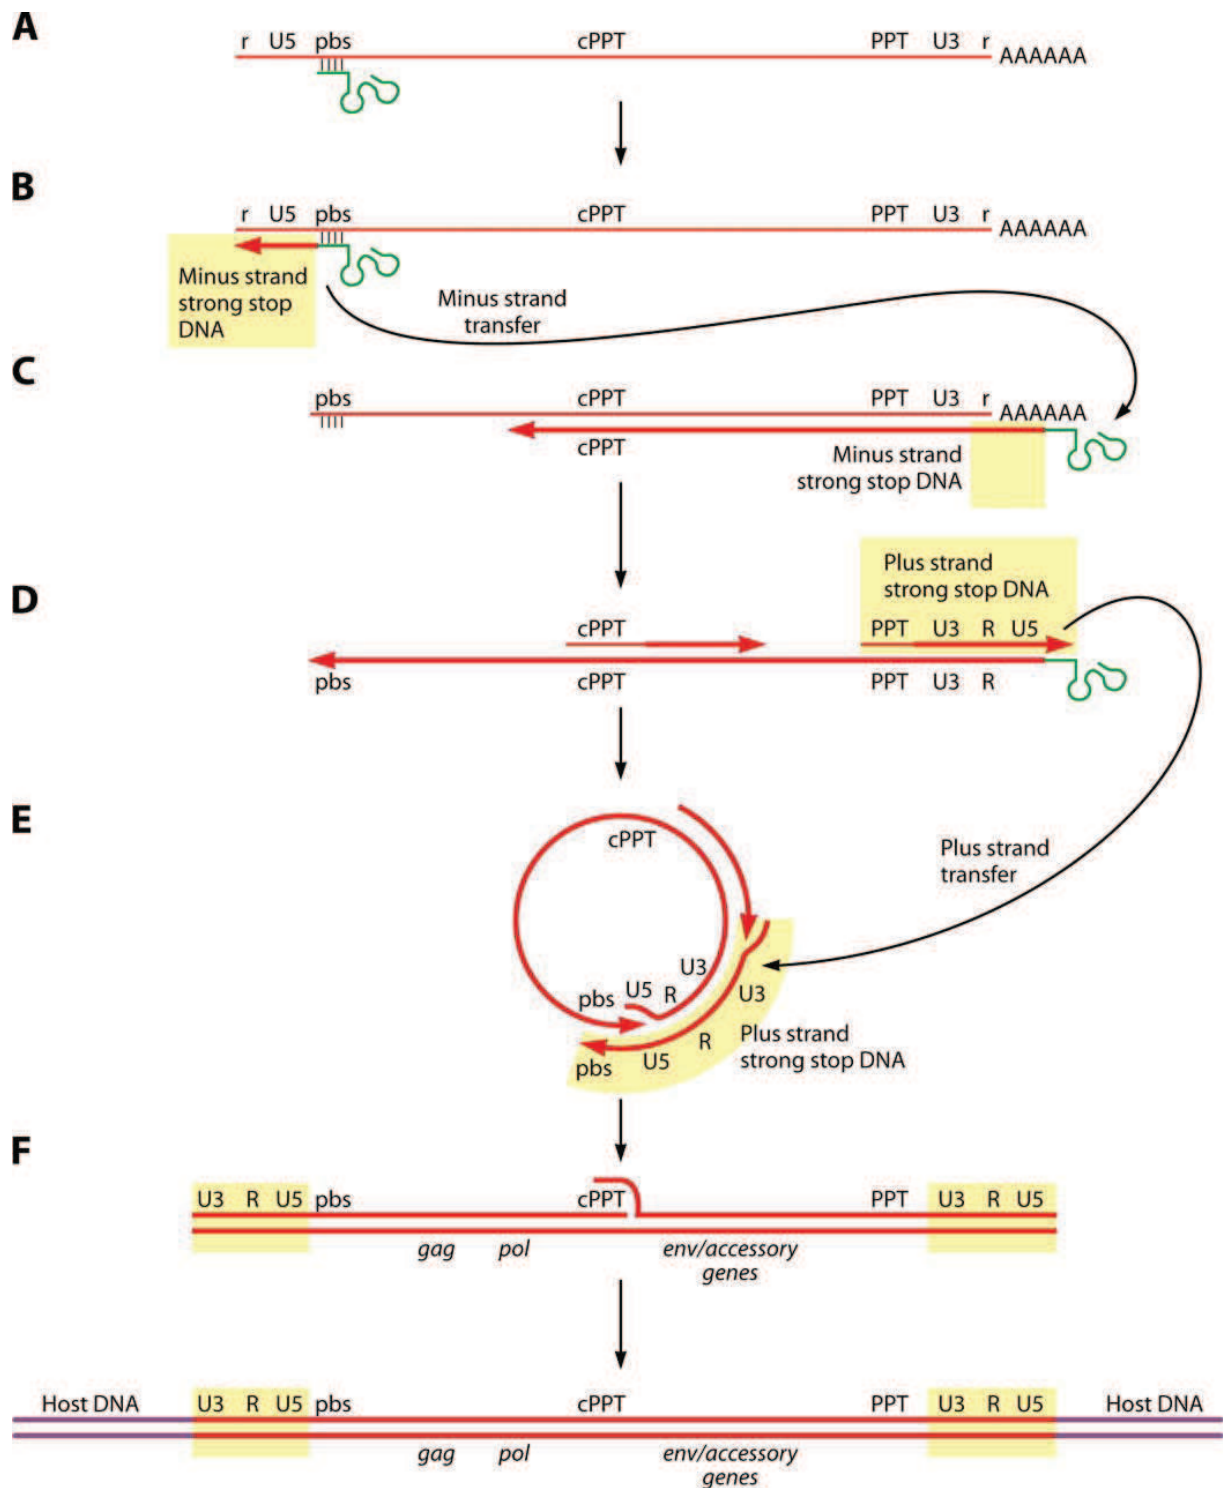 A
r U5 pbs cPPT PPT U3 r AAAAAA
B
r U5 pbs cPPT PPT U3 r AAAAAA
Minus strand
strong stop
DNA
Minus strand
transfer
C
pbs cPPT PPT U3 r AAAAAA
cPPT
Minus strand
strong stop DNA
Plus strand
strong stop DNA
D
cPPT PPT U3 R U5
pbs cPPT PPT U3 R
E
cPPT
Plus strand
transfer
U3
pbs U5 R U3
pbs U5 R
Plus strand
strong stop DNA
F
U3 R U5 pbs cPPT PPT U3 R U5
gag pol env/accessory
genes
Host DNA U3 R U5 pbs cPPT PPT U3 R U5 Host DNA
gag pol env/accessory
genes